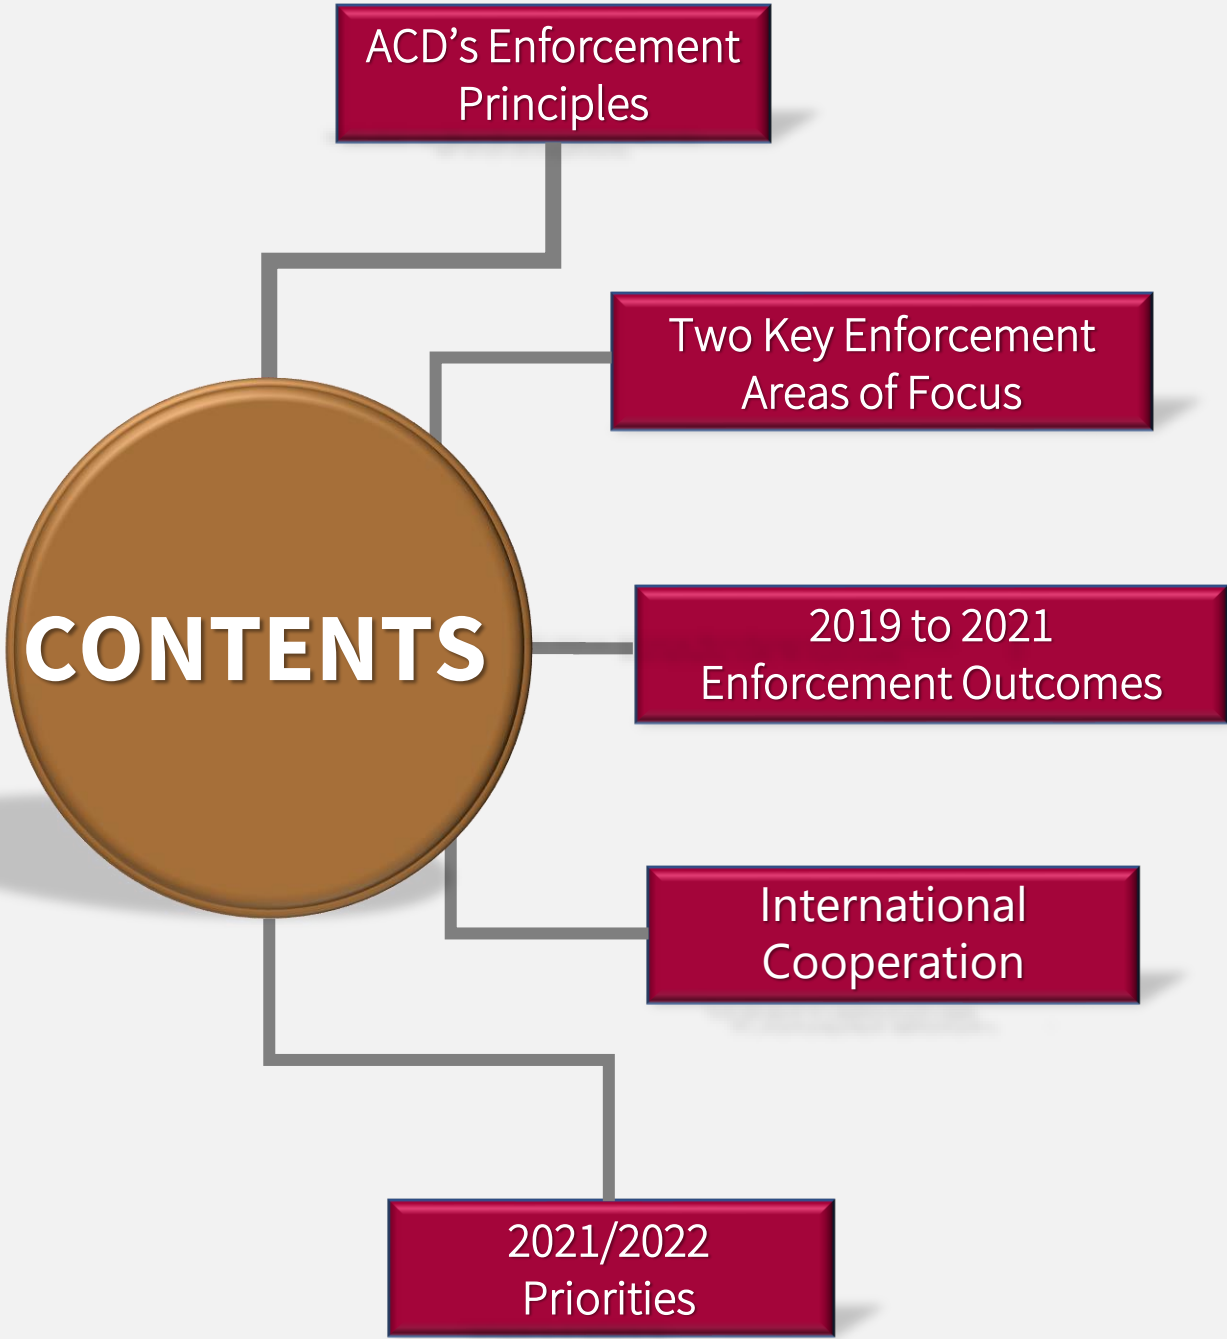 ACD’s Enforcement
Principles
Two Key Enforcement
Areas of Focus
CONTENTS
2019 to 2021
Enforcement Outcomes
International
Cooperation
2021/2022
Priorities